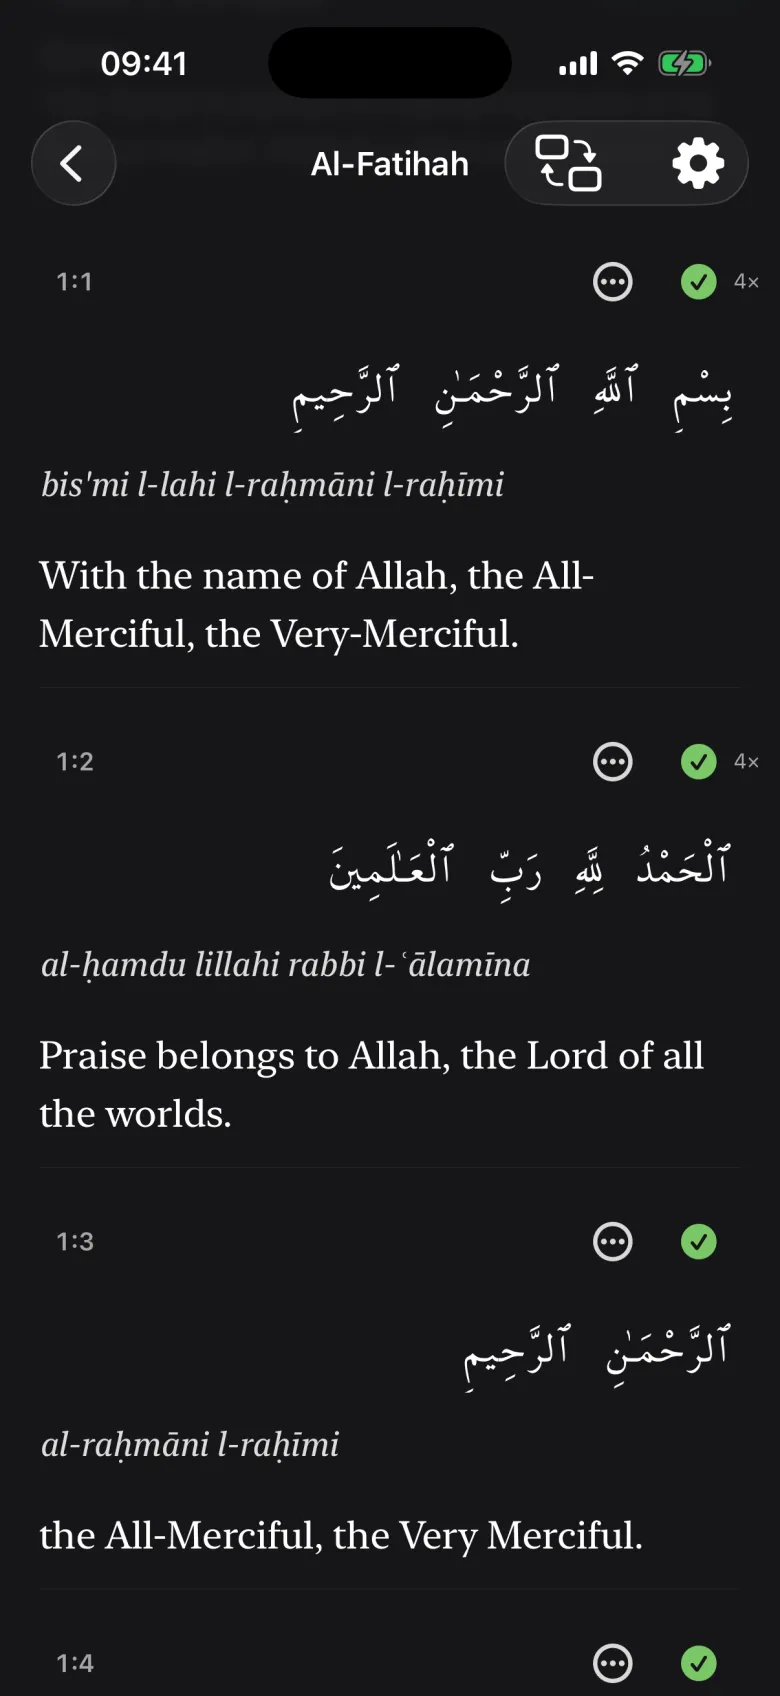 09:41
Al-Fatihah
1:1
4×
بِسْمِ ٱللَّهِ ٱلرَّحْمَـٰنِ ٱلرَّحِيمِ
bis'mi l-lahi l-raḥmāni l-raḥīmi
With the name of Allah, the All-
Merciful, the Very-Merciful.
1:2
4×
ٱلْحَمْدُ لِلَّهِ رَبِّ ٱلْعَـٰلَمِينَ
al-ḥamdu lillahi rabbi l-ʿālamīna
Praise belongs to Allah, the Lord of all
the worlds.
1:3
ٱلرَّحْمَـٰنِ ٱلرَّحِيمِ
al-raḥmāni l-raḥīmi
the All-Merciful, the Very Merciful.
1:4